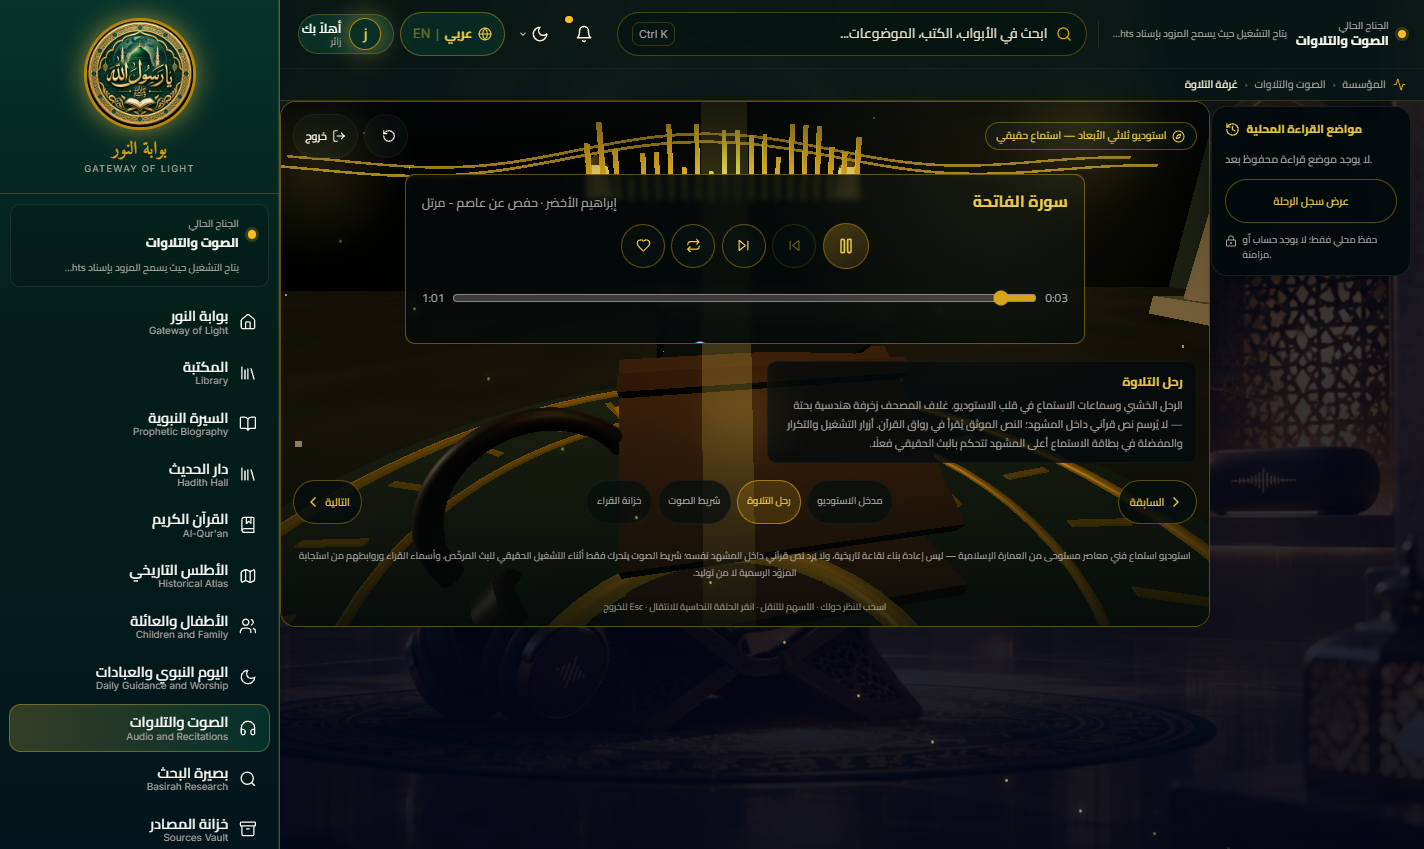 الجناح الحالي
الصوت والتلاوات
يتاح التشغيل حيث يسمح المزود بإسناد hts...
ابحث في الأبواب، الكتب، الموضوعات...
Ctrl K
عربي | EN
ز
أهلاً بك
زائر
المؤسسة › الصوت والتلاوات › غرفة التلاوة
يا رسول الله
بوابة النور
GATEWAY OF LIGHT
الجناح الحالي
الصوت والتلاوات
يتاح التشغيل حيث يسمح المزود بإسناد hts...
بوابة النور
Gateway of Light
المكتبة
Library
السيرة النبوية
Prophetic Biography
دار الحديث
Hadith Hall
القرآن الكريم
Al-Qur'an
الأطلس التاريخي
Historical Atlas
الأطفال والعائلة
Children and Family
اليوم النبوي والعبادات
Daily Guidance and Worship
الصوت والتلاوات
Audio and Recitations
بصيرة البحث
Basirah Research
خزانة المصادر
Sources Vault
مواضع القراءة المحلية
لا يوجد موضع قراءة محفوظ بعد.
عرض سجل الرحلة
حفظ محلي فقط؛ لا يوجد حساب أو
مزامنة.
استوديو ثلاثي الأبعاد — استماع حقيقي
خروج
سورة الفاتحة
إبراهيم الأخضر · حفص عن عاصم - مرتل
0:03
1:01
رحل التلاوة
الرحل الخشبي وسماعات الاستماع في قلب الاستوديو. غلاف المصحف زخرفة هندسية بحتة
— لا يُرسم نص قرآني داخل المشهد؛ النص الموثق يُقرأ في رواق القرآن. أزرار التشغيل والتكرار
والمفضلة في بطاقة الاستماع أعلى المشهد تتحكم بالبث الحقيقي فعلًا.
السابقة
مدخل الاستوديو
رحل التلاوة
شريط الصوت
خزانة القراء
التالية
استوديو استماع فني معاصر مستوحى من العمارة الإسلامية — ليس إعادة بناء لقاعة تاريخية، ولا يَرِد نص قرآني داخل المشهد نفسه؛ شريط الصوت يتحرك فقط أثناء التشغيل الحقيقي للبث المرخّص، وأسماء القراء وروابطهم من استجابة
المزوّد الرسمية لا من توليد.
اسحب للنظر حولك · الأسهم للتنقل · انقر الحلقة النحاسية للانتقال · Esc للخروج